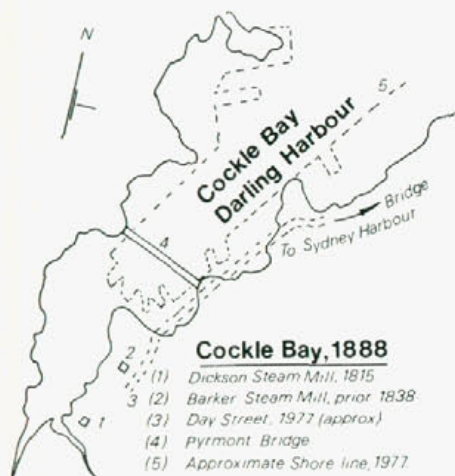 N
5
Cockle Bay
Darling Harbour
Bridge
To Sydney Harbour
4
2
3
1
Cockle Bay, 1888
(1) Dickson Steam Mill, 1815
(2) Barker Steam Mill, prior 1838
(3) Day Street, 1977 (approx)
(4) Pyrmont Bridge
(5) Approximate Shore line, 1977